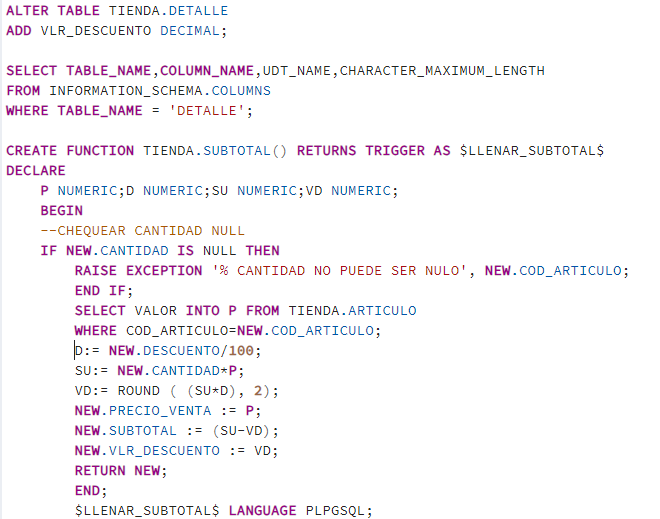 ALTER TABLE TIENDA.DETALLE
ADD VLR_DESCUENTO DECIMAL;
SELECT TABLE_NAME,COLUMN_NAME,UDT_NAME,CHARACTER_MAXIMUM_LENGTH
FROM INFORMATION_SCHEMA.COLUMNS
WHERE TABLE_NAME = 'DETALLE';
CREATE FUNCTION TIENDA.SUBTOTAL() RETURNS TRIGGER AS $LLENAR_SUBTOTAL$
DECLARE
P NUMERIC;D NUMERIC;SU NUMERIC;VD NUMERIC;
BEGIN
--CHEQUEAR CANTIDAD NULL
IF NEW.CANTIDAD IS NULL THEN
RAISE EXCEPTION '% CANTIDAD NO PUEDE SER NULO', NEW.COD_ARTICULO;
END IF;
SELECT VALOR INTO P FROM TIENDA.ARTICULO
WHERE COD_ARTICULO=NEW.COD_ARTICULO;
D:= NEW.DESCUENTO/100;
SU:= NEW.CANTIDAD*P;
VD:= ROUND ( (SU*D), 2);
NEW.PRECIO_VENTA := P;
NEW.SUBTOTAL := (SU-VD);
NEW.VLR_DESCUENTO := VD;
RETURN NEW;
END;
$LLENAR_SUBTOTAL$ LANGUAGE PLPGSQL;